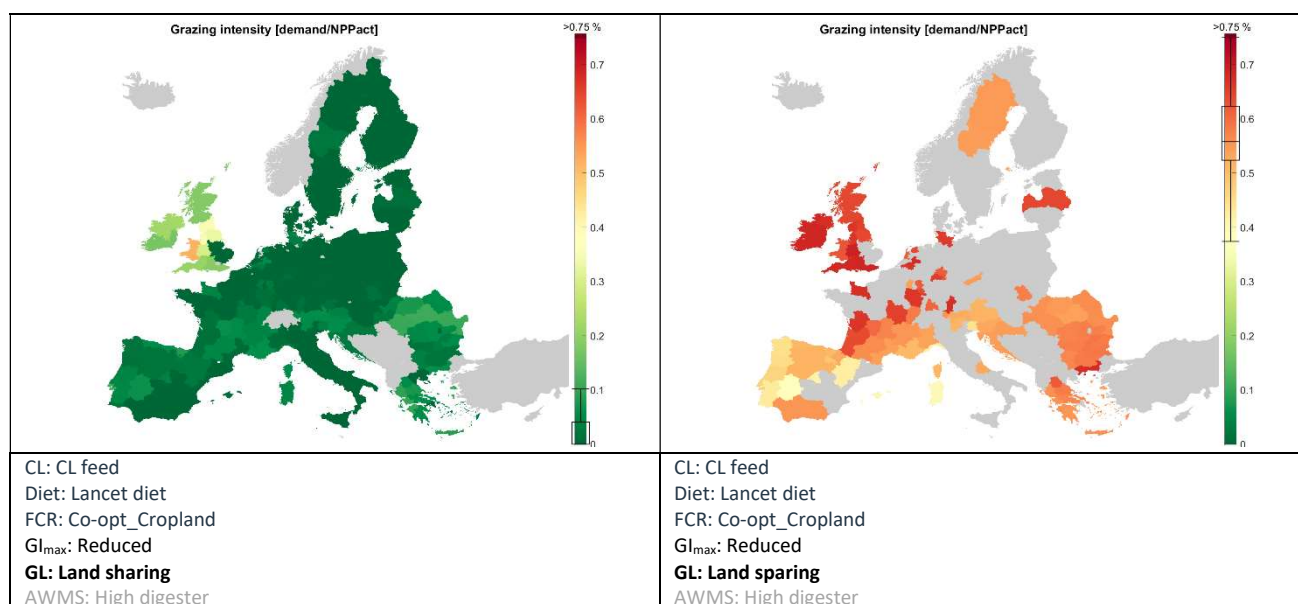 Grazing intensity [demand/NPPact]
>0.75 %
0.7
0.6
0.5
0.4
0.3
0.2
0.1
0
CL: CL feed
Diet: Lancet diet
FCR: Co-opt_Cropland
GImax: Reduced
GL: Land sharing
AWMS: High digester
Grazing intensity [demand/NPPact]
>0.75 %
0.7
0.6
0.5
0.4
0.3
0.2
0.1
0
CL: CL feed
Diet: Lancet diet
FCR: Co-opt_Cropland
GImax: Reduced
GL: Land sparing
AWMS: High digester